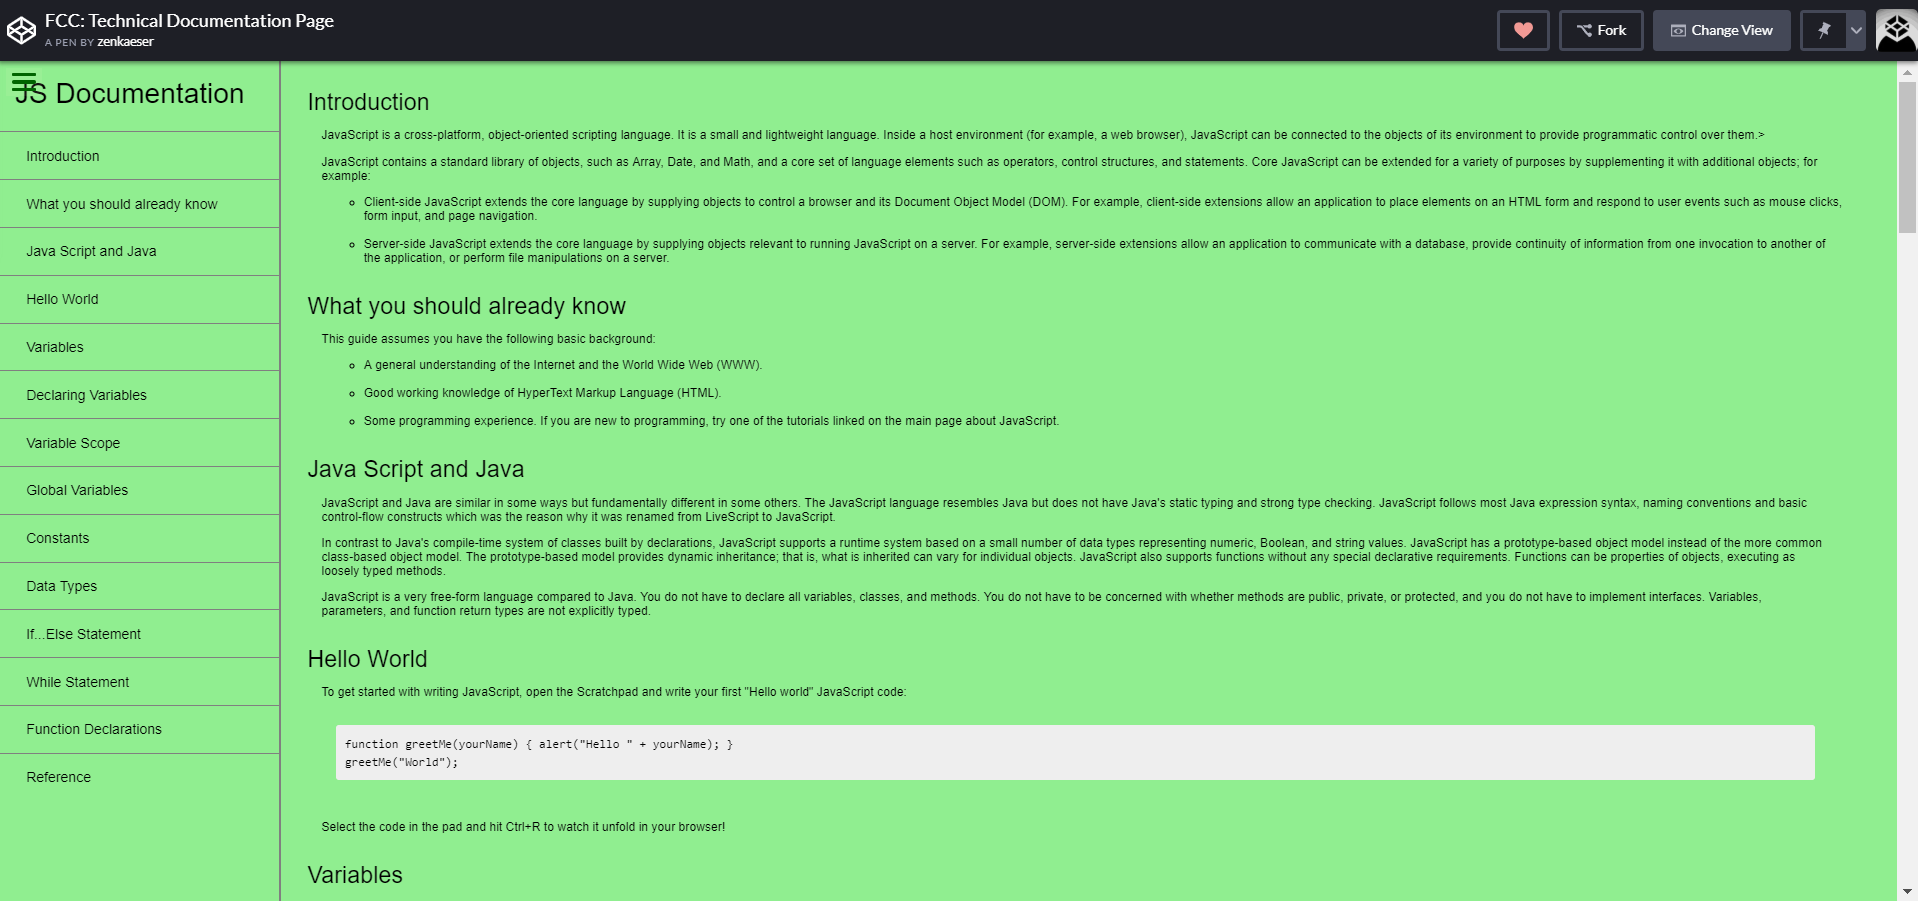 FCC: Technical Documentation Page
A PEN BY zenkaeser
Fork
Change View
JS Documentation
Introduction
What you should already know
Java Script and Java
Hello World
Variables
Declaring Variables
Variable Scope
Global Variables
Constants
Data Types
If...Else Statement
While Statement
Function Declarations
Reference
Introduction
JavaScript is a cross-platform, object-oriented scripting language. It is a small and lightweight language. Inside a host environment (for example, a web browser), JavaScript can be connected to the objects of its environment to provide programmatic control over them.>
JavaScript contains a standard library of objects, such as Array, Date, and Math, and a core set of language elements such as operators, control structures, and statements. Core JavaScript can be extended for a variety of purposes by supplementing it with additional objects; for
example:
Client-side JavaScript extends the core language by supplying objects to control a browser and its Document Object Model (DOM). For example, client-side extensions allow an application to place elements on an HTML form and respond to user events such as mouse clicks,
form input, and page navigation.
Server-side JavaScript extends the core language by supplying objects relevant to running JavaScript on a server. For example, server-side extensions allow an application to communicate with a database, provide continuity of information from one invocation to another of
the application, or perform file manipulations on a server.
What you should already know
This guide assumes you have the following basic background:
A general understanding of the Internet and the World Wide Web (WWW).
Good working knowledge of HyperText Markup Language (HTML).
Some programming experience. If you are new to programming, try one of the tutorials linked on the main page about JavaScript.
Java Script and Java
JavaScript and Java are similar in some ways but fundamentally different in some others. The JavaScript language resembles Java but does not have Java's static typing and strong type checking. JavaScript follows most Java expression syntax, naming conventions and basic
control-flow constructs which was the reason why it was renamed from LiveScript to JavaScript.
In contrast to Java's compile-time system of classes built by declarations, JavaScript supports a runtime system based on a small number of data types representing numeric, Boolean, and string values. JavaScript has a prototype-based object model instead of the more common
class-based object model. The prototype-based model provides dynamic inheritance; that is, what is inherited can vary for individual objects. JavaScript also supports functions without any special declarative requirements. Functions can be properties of objects, executing as
loosely typed methods.
JavaScript is a very free-form language compared to Java. You do not have to declare all variables, classes, and methods. You do not have to be concerned with whether methods are public, private, or protected, and you do not have to implement interfaces. Variables,
parameters, and function return types are not explicitly typed.
Hello World
To get started with writing JavaScript, open the Scratchpad and write your first "Hello world" JavaScript code:
function greetMe(yourName) { alert("Hello " + yourName); }
greetMe("World");
Select the code in the pad and hit Ctrl+R to watch it unfold in your browser!
Variables